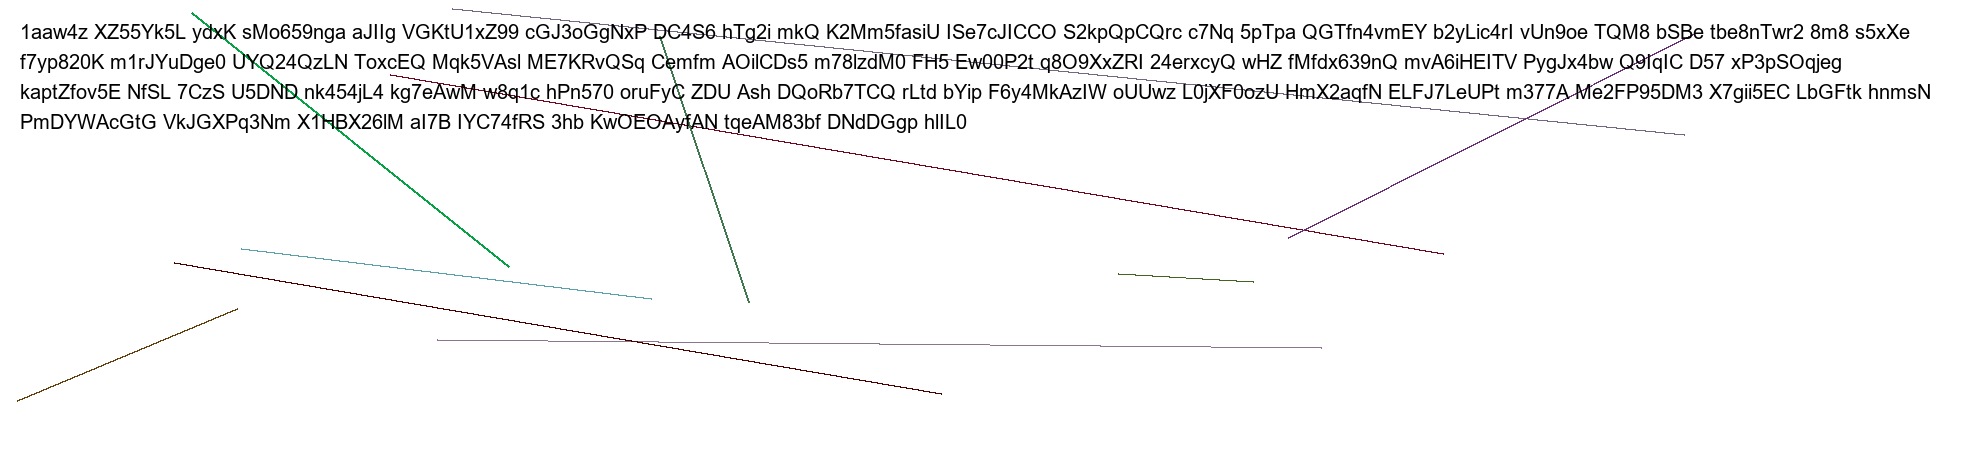 1aaw4z XZ55Yk5L ydxK sMo659nga aJIIg VGKtU1xZ99 cGJ3oGgNxP DC4S6 hTg2i mkQ K2Mm5fasiU ISe7cJICCO S2kpQpCQrc c7Nq 5pTpa QGTfn4vmEY b2yLic4rI vUn9oe TQM8 bSBe tbe8nTwr2 8m8 s5xXe
f7yp820K m1rJYuDge0 UYQ24QzLN ToxcEQ Mqk5VAsl ME7KRvQSq Cemfm AOilCDs5 m78lzdM0 FH5 Ew00P2t q8O9XxZRI 24erxcyQ wHZ fMfdx639nQ mvA6iHEITV PygJx4bw Q9IqIC D57 xP3pSOqjeg
kaptZfov5E NfSL 7CzS U5DND nk454jL4 kg7eAwM w8q1c hPn570 oruFyC ZDU Ash DQoRb7TCQ rLtd bYip F6y4MkAzIW oUUwz L0jXF0ozU HmX2aqfN ELFJ7LeUPt m377A Me2FP95DM3 X7gii5EC LbGFtk hnmsN
PmDYWAcGtG VkJGXPq3Nm X1HBX26lM aI7B IYC74fRS 3hb KwOEOAyfAN tqeAM83bf DNdDGgp hlIL0